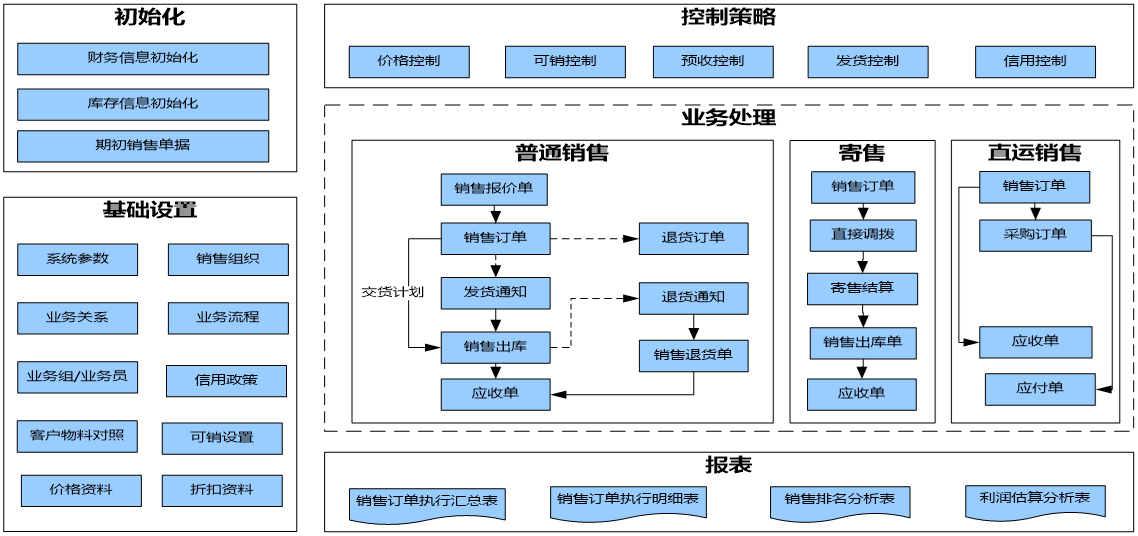 初始化
财务信息初始化
库存信息初始化
期初销售单据
基础设置
系统参数
销售组织
业务关系
业务流程
业务组/业务员
信用政策
客户物料对照
可销设置
价格资料
折扣资料
控制策略
价格控制
可销控制
预收控制
发货控制
信用控制
业务处理
普通销售
销售报价单
销售订单
退货订单
交货计划
发货通知
退货通知
销售出库
销售退货单
应收单
寄售
销售订单
直接调拨
寄售结算
销售出库单
应收单
直运销售
销售订单
采购订单
应收单
应付单
报表
销售订单执行汇总表
销售订单执行明细表
销售排名分析表
利润估算分析表